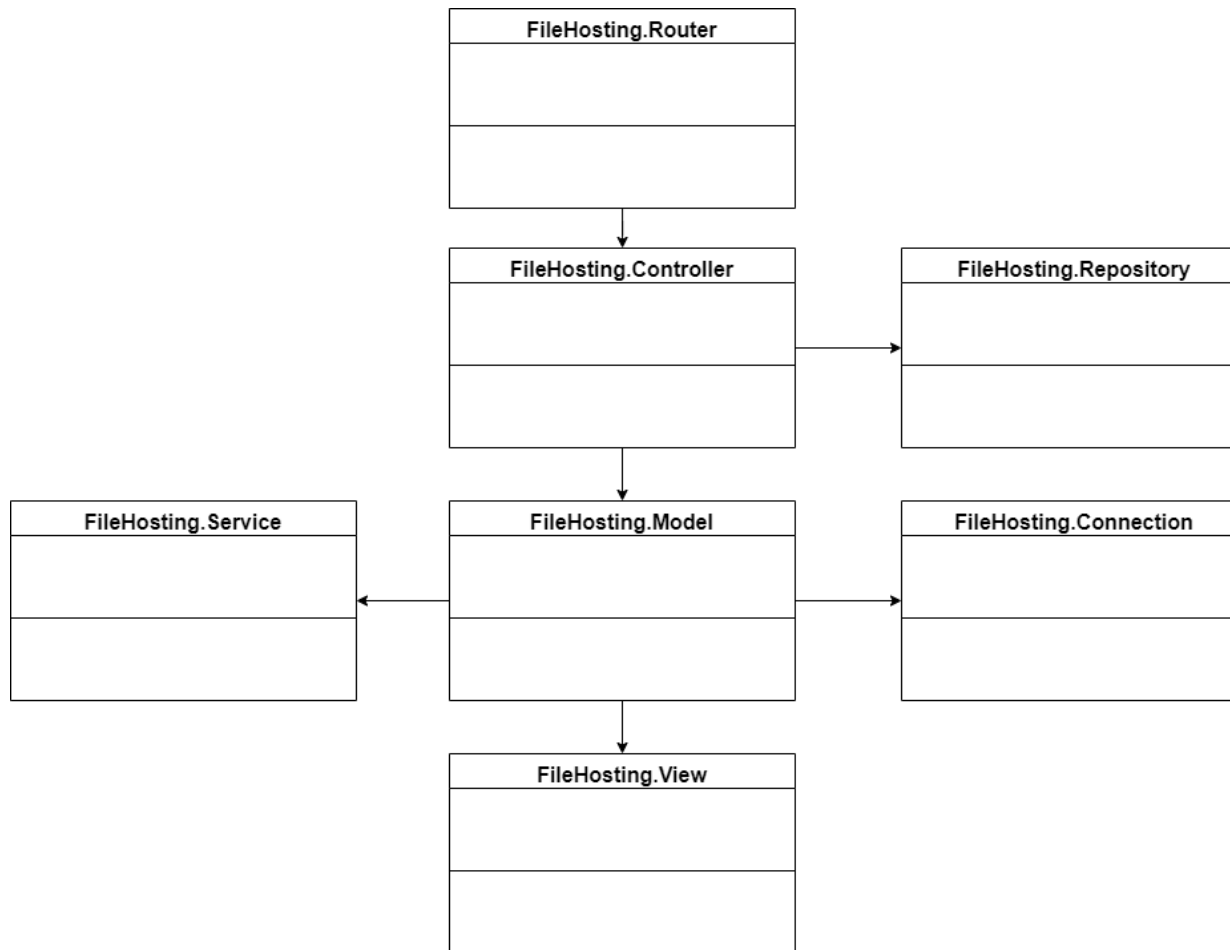 FileHosting.Router
FileHosting.Controller
FileHosting.Repository
FileHosting.Service
FileHosting.Model
FileHosting.Connection
FileHosting.View